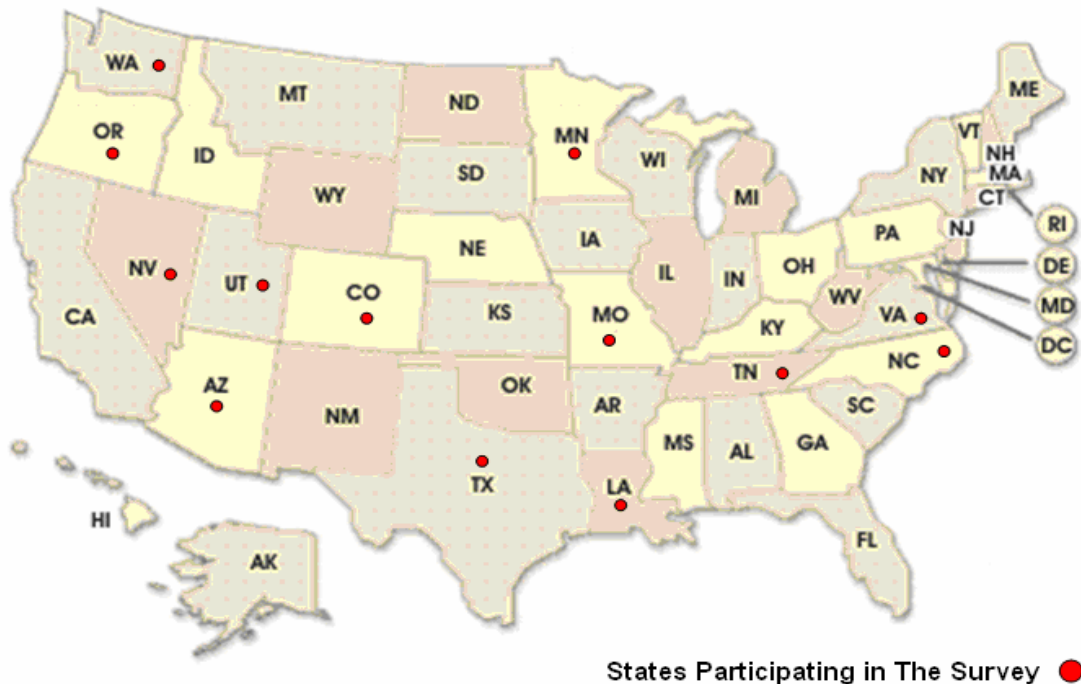 WA
MT
ND
MN
ME
VT
OR
ID
SD
WI
NH
MA
NY
WY
MI
CT
RI
NJ
PA
NE
IA
NV
UT
CO
IL
IN
OH
DE
WV
MD
CA
KS
MO
KY
VA
DC
NC
AZ
OK
TN
AR
SC
NM
MS
AL
GA
TX
LA
HI
FL
AK
States Participating in The Survey